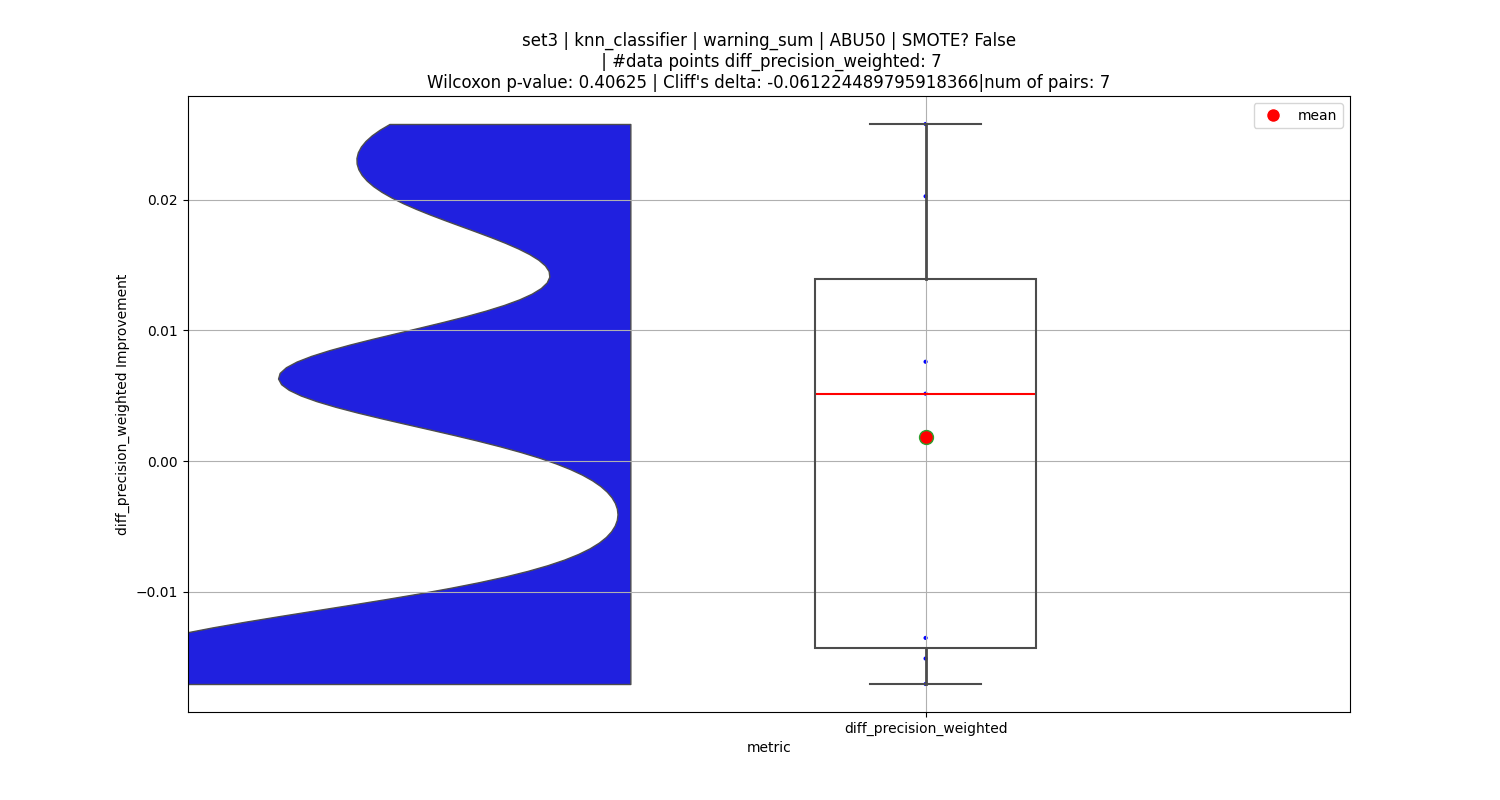 set3 | knn_classifier | warning_sum | ABU50 | SMOTE? False
| #data points diff_precision_weighted: 7
Wilcoxon p-value: 0.40625 | Cliff's delta: -0.061224489795918366|num of pairs: 7
mean
0.02
0.01
0.00
−0.01
diff_precision_weighted Improvement
diff_precision_weighted
metric